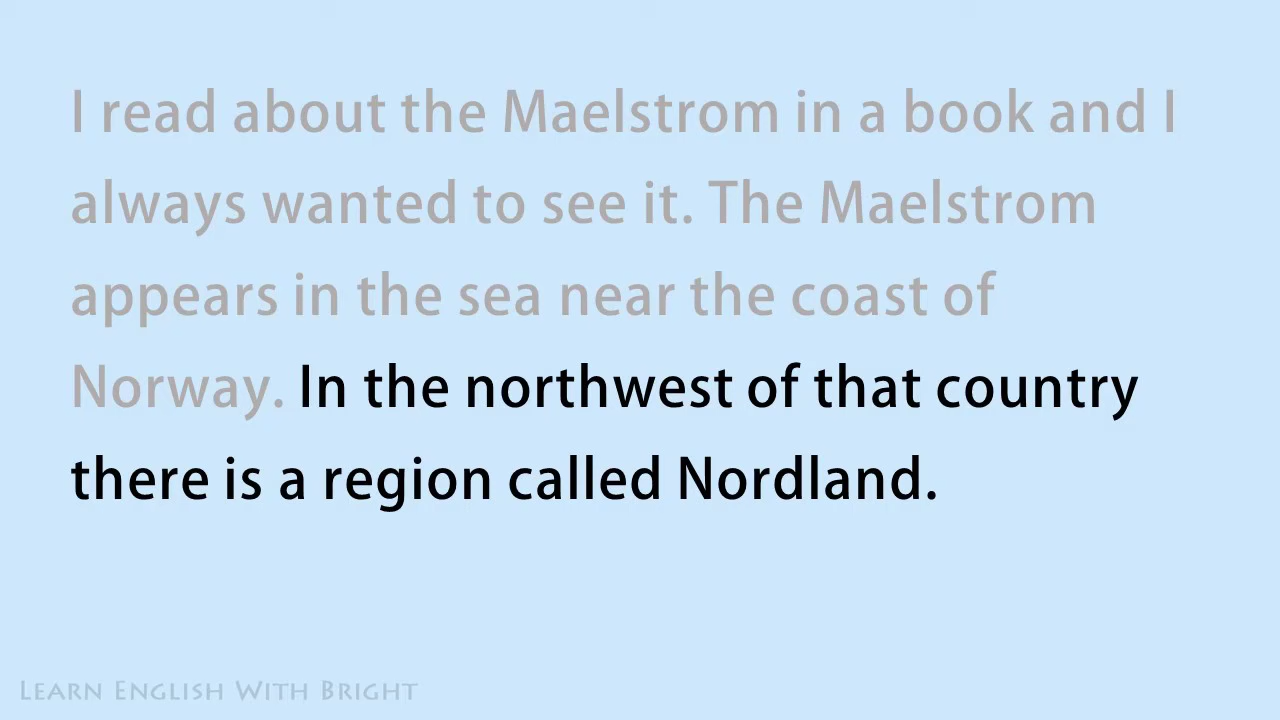 I read about the Maelstrom in a book and I
always wanted to see it. The Maelstrom
appears in the sea near the coast of
Norway. In the northwest of that country
there is a region called Nordland.
Learn English With Bright